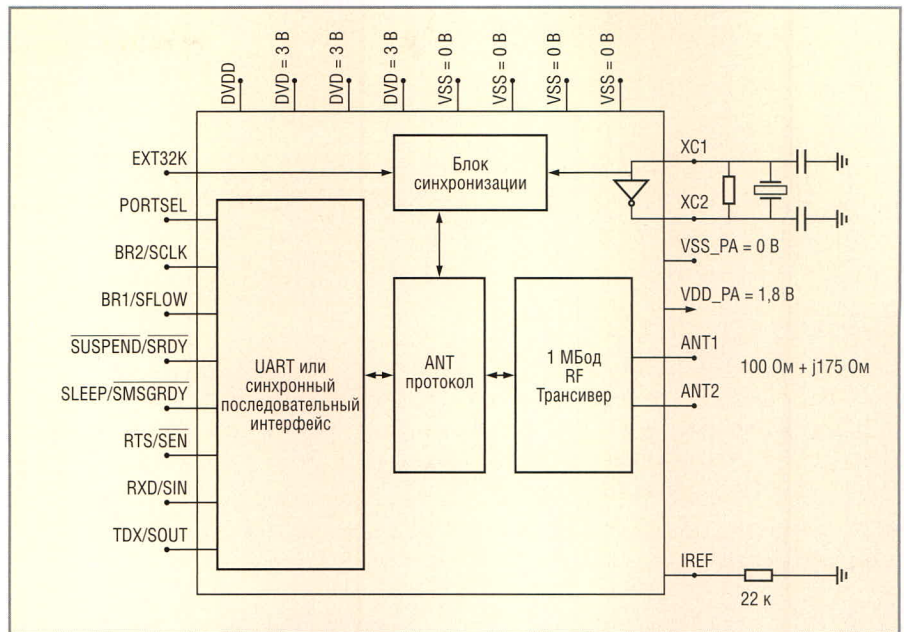 DVDD
DVD = 3 В
DVD = 3 В
DVD = 3 В
VSS = 0 В
VSS = 0 В
VSS = 0 В
VSS = 0 В
EXT32K
PORTSEL
BR2/SCLK
BR1/SFLOW
SUSPEND/SRDY
SLEEP/SMSGRDY
RTS/SEN
RXD/SIN
TDX/SOUT
Блок
синхронизации
UART или
синхронный
последовательный
интерфейс
ANT
протокол
1 МБод
RF
Трансивер
XC1
XC2
VSS_PA = 0 В
VDD_PA = 1,8 В
ANT1
100 Ом + j175 Ом
ANT2
IREF
22 к